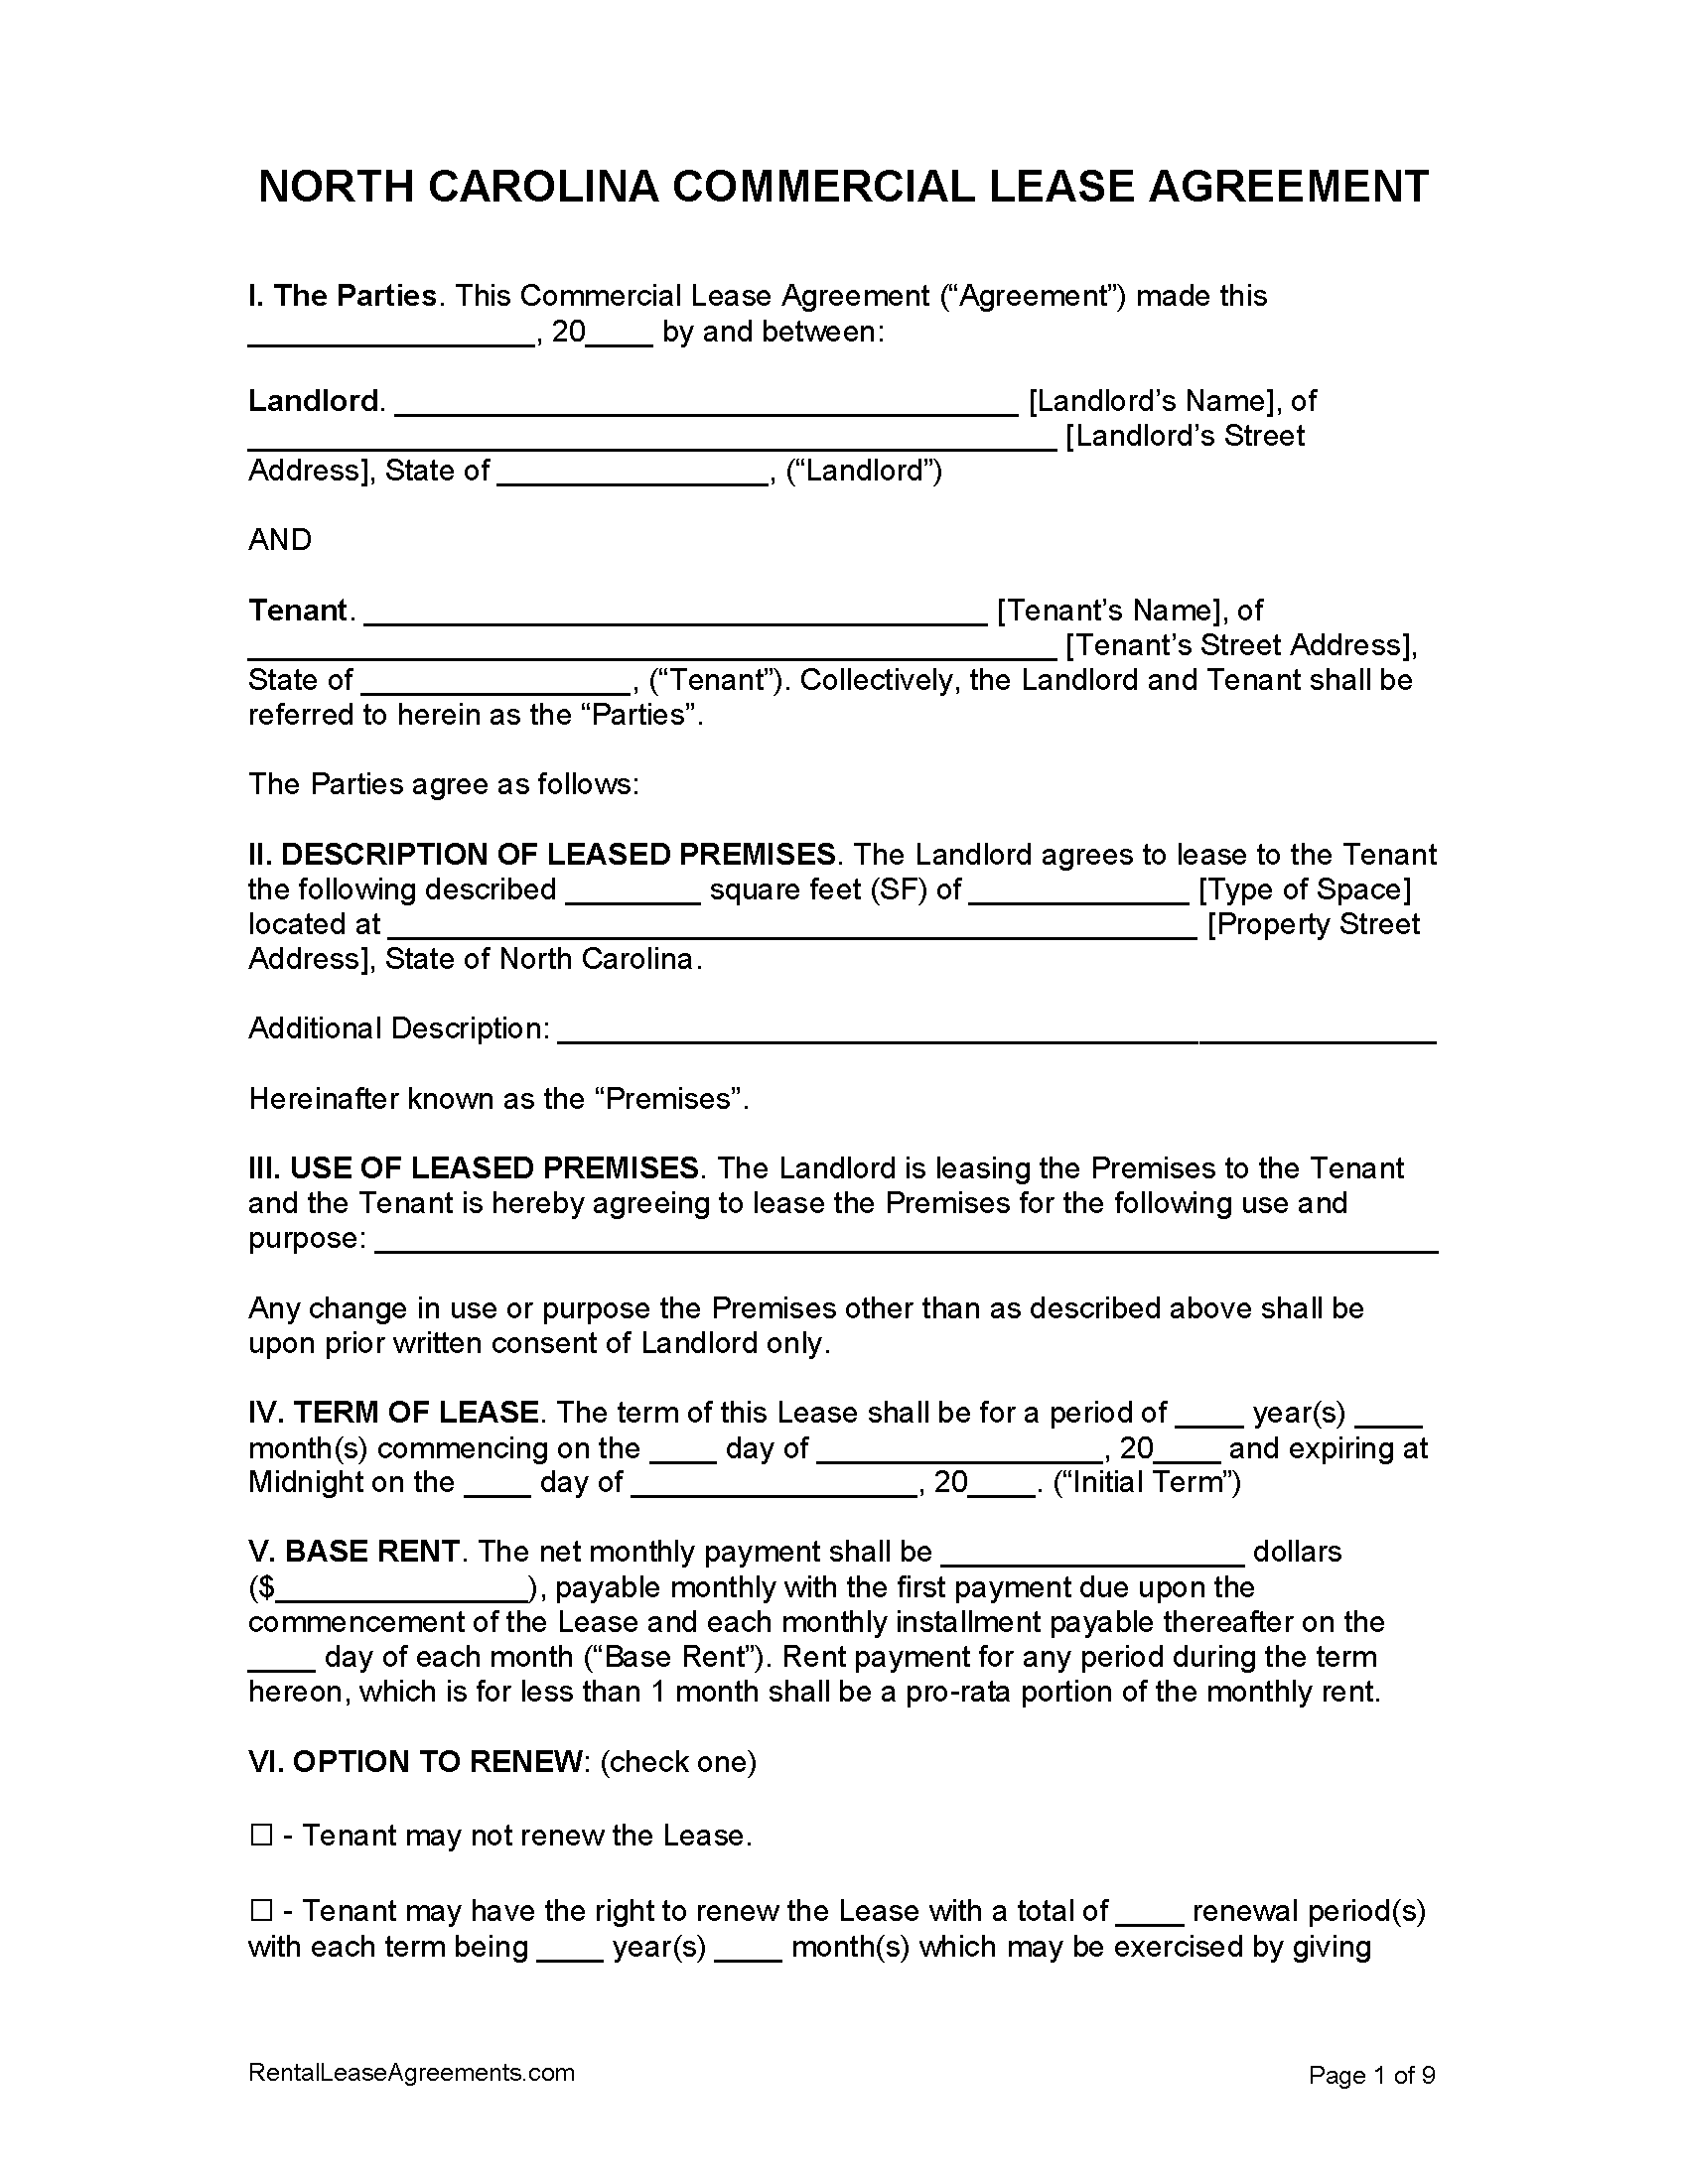 NORTH CAROLINA COMMERCIAL LEASE AGREEMENT
I. The Parties. This Commercial Lease Agreement (“Agreement”) made this
_________________, 20____ by and between:
Landlord. _____________________________________ [Landlord’s Name], of
________________________________________________ [Landlord’s Street
Address], State of ________________, (“Landlord”)
AND
Tenant. _____________________________________ [Tenant’s Name], of
________________________________________________ [Tenant’s Street Address],
State of ________________, (“Tenant”). Collectively, the Landlord and Tenant shall be
referred to herein as the “Parties”.
The Parties agree as follows:
II. DESCRIPTION OF LEASED PREMISES. The Landlord agrees to lease to the Tenant
the following described ________ square feet (SF) of _____________ [Type of Space]
located at ________________________________________________ [Property Street
Address], State of North Carolina.
Additional Description: ____________________________________________________
Hereinafter known as the “Premises”.
III. USE OF LEASED PREMISES. The Landlord is leasing the Premises to the Tenant
and the Tenant is hereby agreeing to lease the Premises for the following use and
purpose: _______________________________________________________________
Any change in use or purpose the Premises other than as described above shall be
upon prior written consent of Landlord only.
IV. TERM OF LEASE. The term of this Lease shall be for a period of ____ year(s) ____
month(s) commencing on the ____ day of _________________, 20____ and expiring at
Midnight on the ____ day of _________________, 20____. (“Initial Term”)
V. BASE RENT. The net monthly payment shall be __________________ dollars
($_______________), payable monthly with the first payment due upon the
commencement of the Lease and each monthly installment payable thereafter on the
____ day of each month (“Base Rent”). Rent payment for any period during the term
hereon, which is for less than 1 month shall be a pro-rata portion of the monthly rent.
VI. OPTION TO RENEW: (check one)
☐ - Tenant may not renew the Lease.
☐ - Tenant may have the right to renew the Lease with a total of ____ renewal period(s)
with each term being ____ year(s) ____ month(s) which may be exercised by giving
RentalLeaseAgreements.com
Page 1 of 9